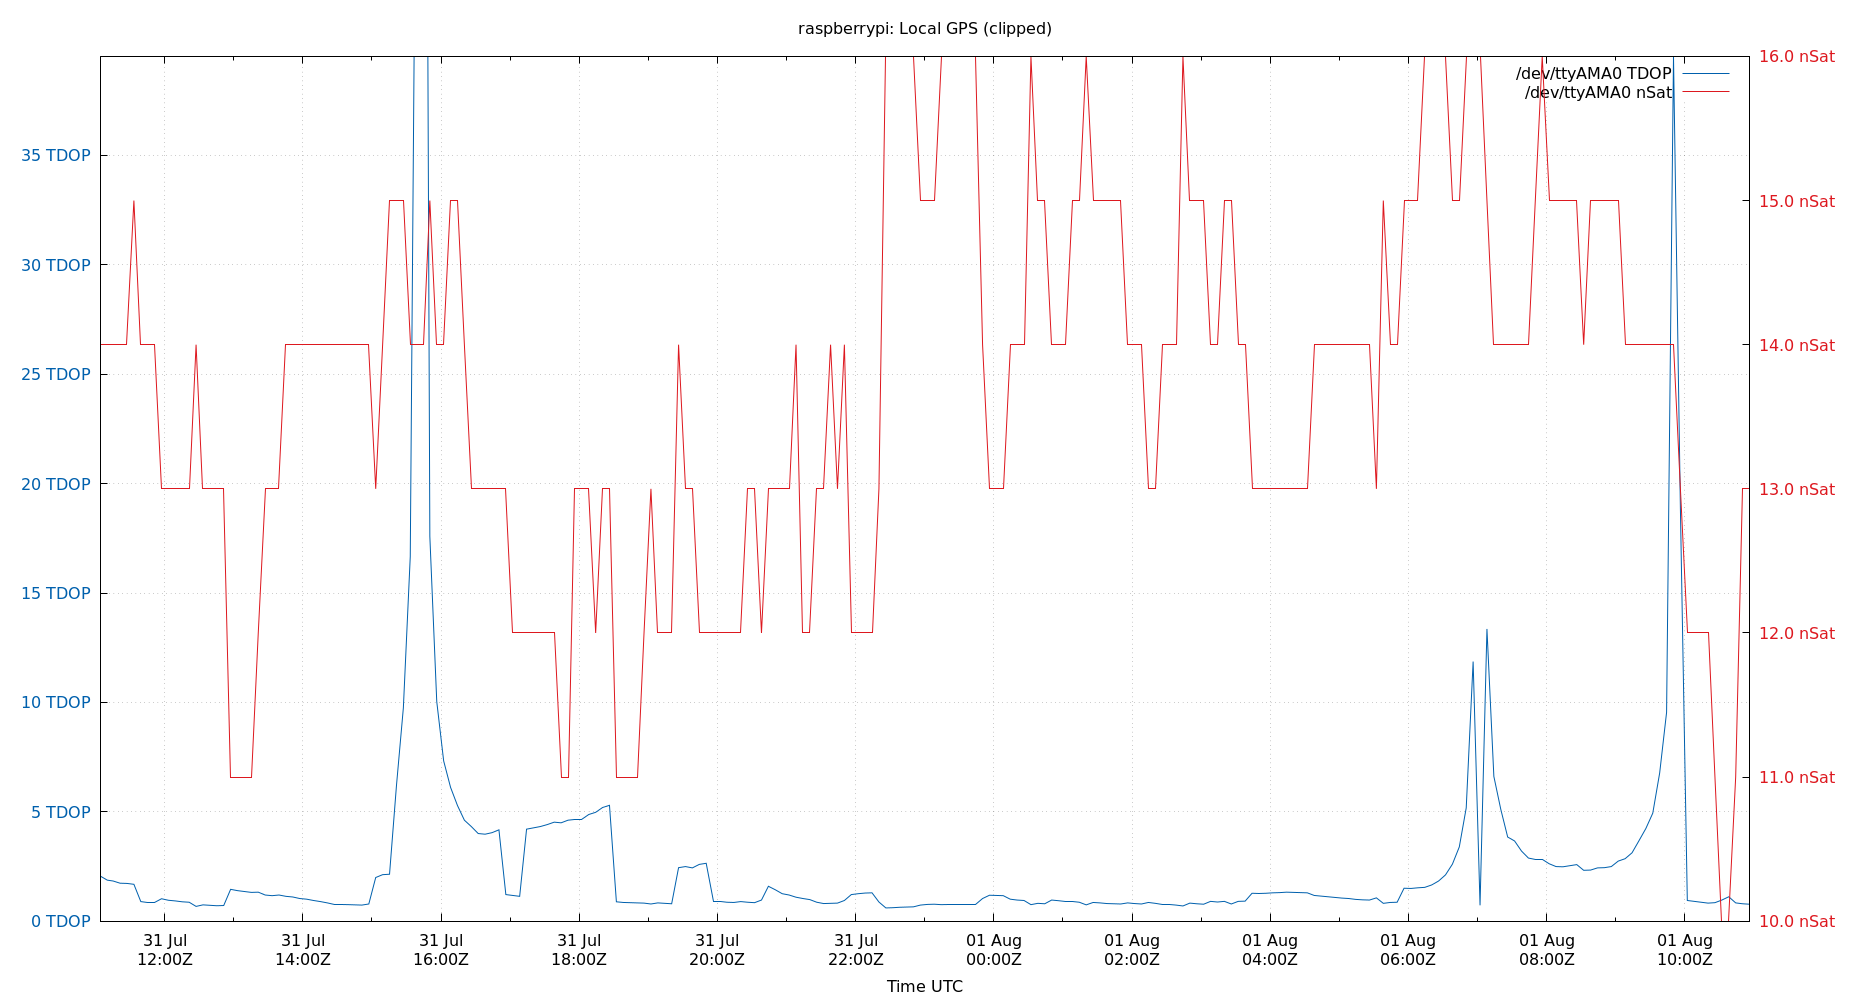 raspberrypi: Local GPS (clipped)
16.0 nSat
/dev/ttyAMA0 TDOP
/dev/ttyAMA0 nSat
35 TDOP
15.0 nSat
30 TDOP
14.0 nSat
25 TDOP
20 TDOP
13.0 nSat
15 TDOP
12.0 nSat
10 TDOP
11.0 nSat
5 TDOP
0 TDOP
10.0 nSat
31 Jul 31 Jul 31 Jul 31 Jul 31 Jul 31 Jul 01 Aug 01 Aug 01 Aug 01 Aug 01 Aug 01 Aug
12:00Z 14:00Z 16:00Z 18:00Z 20:00Z 22:00Z 00:00Z 02:00Z 04:00Z 06:00Z 08:00Z 10:00Z
Time UTC